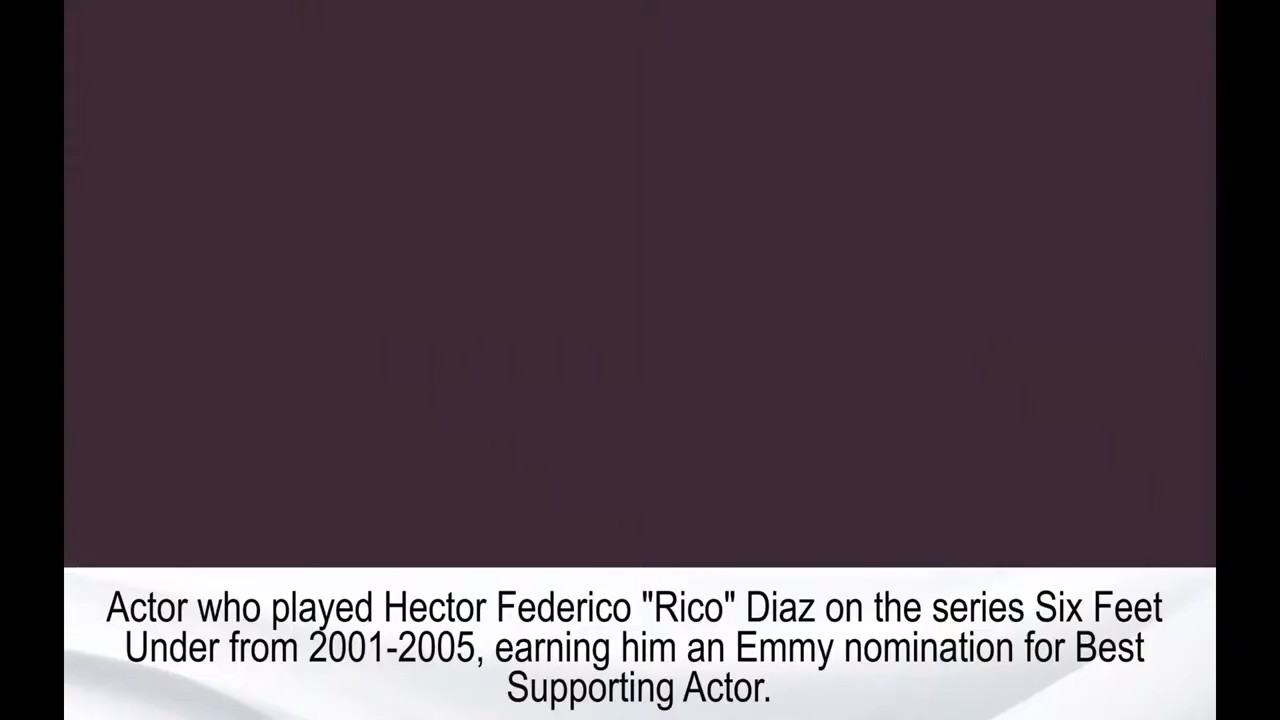 Actor who played Hector Federico "Rico" Diaz on the series Six Feet
Under from 2001-2005, earning him an Emmy nomination for Best
Supporting Actor.